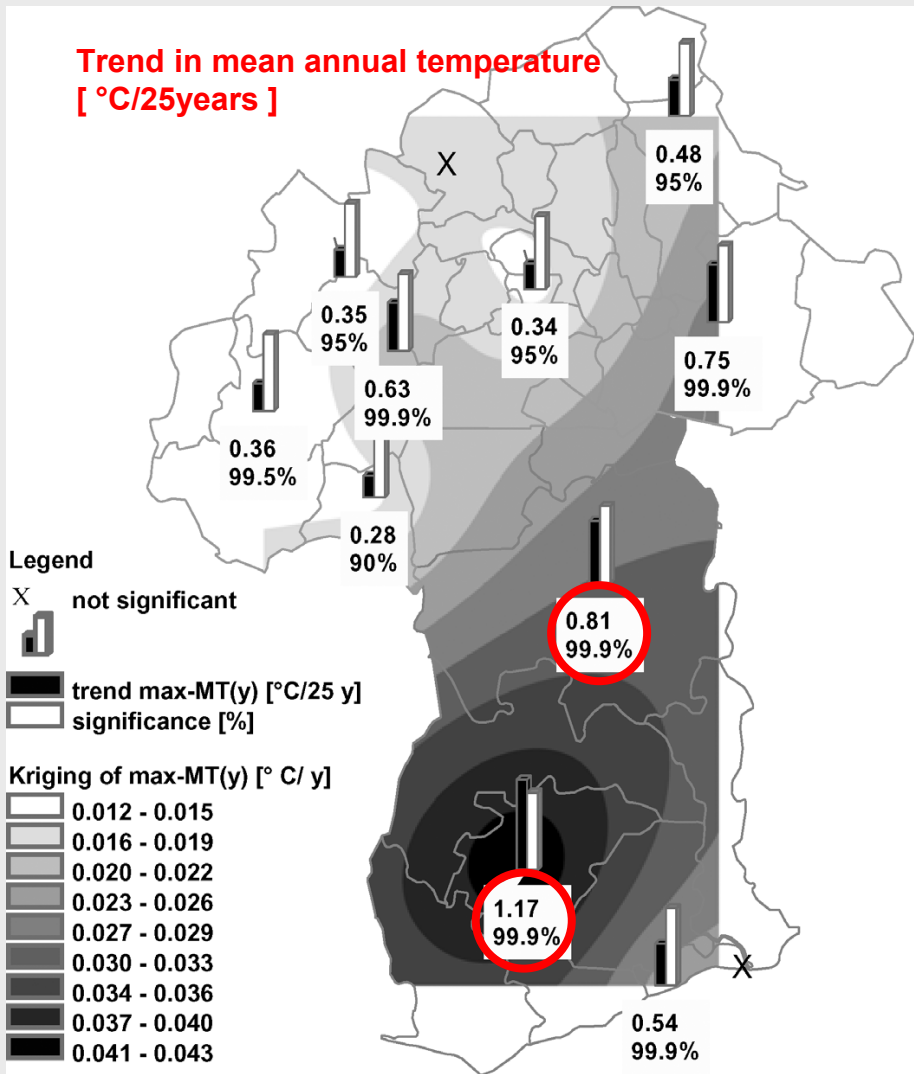 Trend in mean annual temperature
[ °C/25years ]
X
0.48
95%
0.35
95%
0.34
95%
0.75
99.9%
0.63
99.9%
0.36
99.5%
0.28
90%
0.81
99.9%
1.17
99.9%
X
0.54
99.9%
Legend
X not significant
trend max-MT(y) [°C/25 y]
significance [%]
Kriging of max-MT(y) [° C/ y]
0.012 - 0.015
0.016 - 0.019
0.020 - 0.022
0.023 - 0.026
0.027 - 0.029
0.030 - 0.033
0.034 - 0.036
0.037 - 0.040
0.041 - 0.043